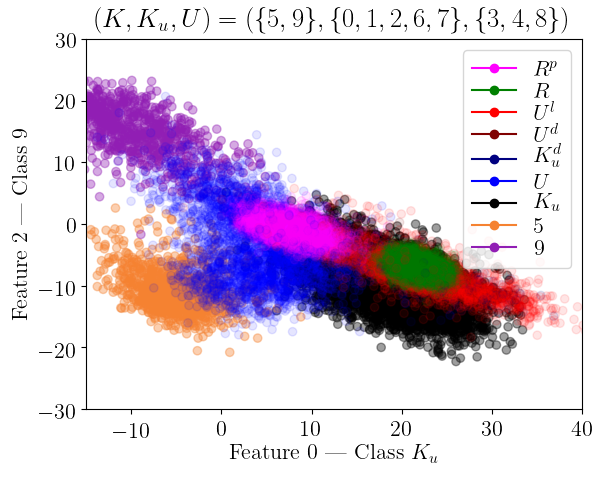 $(K, K_u, U) = (\{5, 9\}, \{0, 1, 2, 6, 7\}, \{3, 4, 8\})$
30
20
10
0
−10
−20
−30
Feature 2 — Class 9
$R^p$
$R$
$U^l$
$U^d$
$K_u^d$
$U$
$K_u$
5
9
−10
0
10
20
30
40
Feature 0 — Class $K_u$